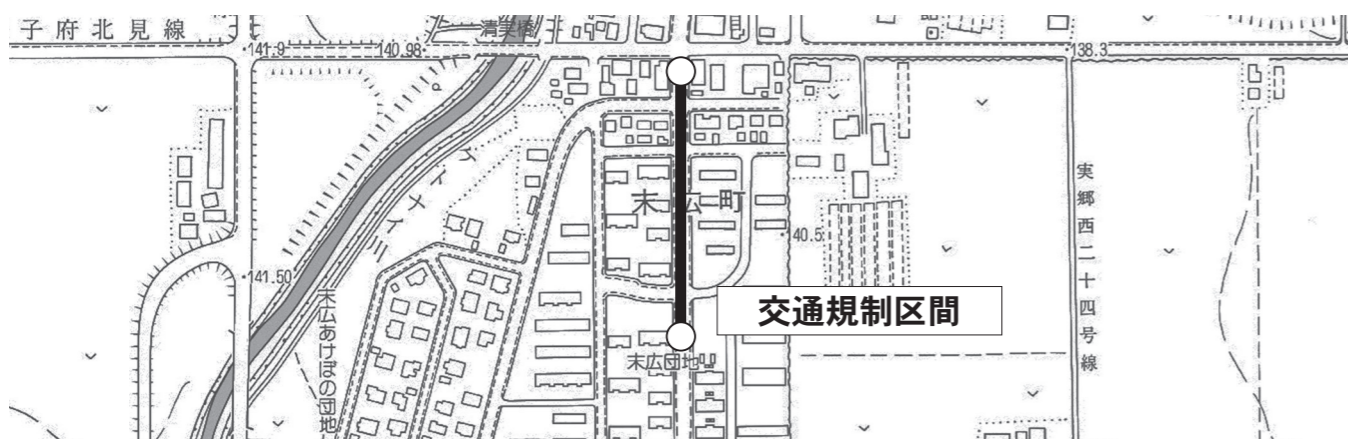 子府北見線
清美橋
141.9
140.98
138.3
末広町
40.5
141.50
実郷西二十四号線
交通規制区間
末広団地
末広あけぼの団地